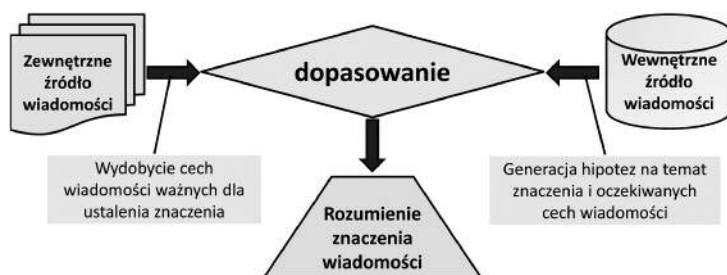 Zewnętrzne
źródło
wiadomości
dopasowanie
Wewnętrzne
źródło
wiadomości
Wydobycie cech
wiadomości ważnych dla
ustalenia znaczenia
Generacja hipotez na temat
znaczenia i oczekiwanych
cech wiadomości
Rozumienie
znaczenia
wiadomości